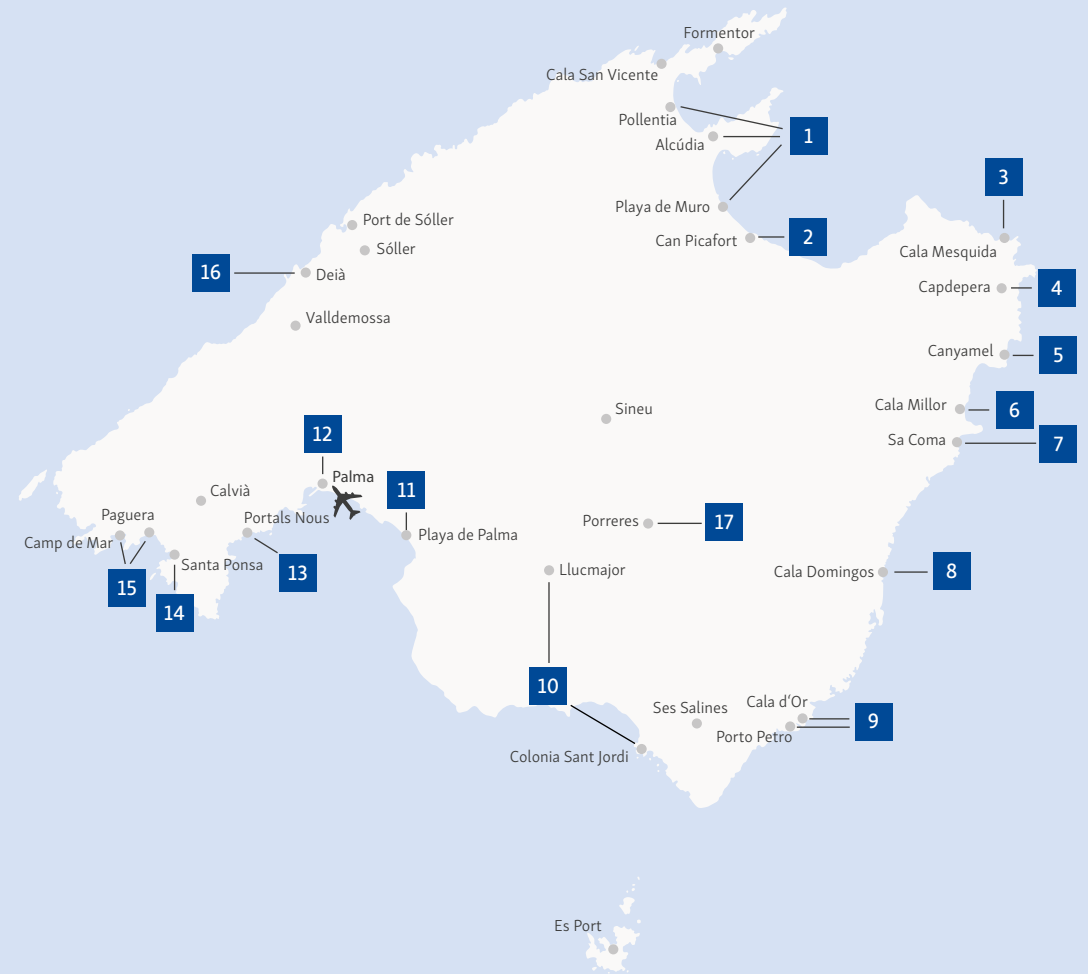 Formentor
Cala San Vicente
Pollentia
1
Alcúdia
3
Playa de Muro
Port de Sóller
2
Can Picafort
Sóller
Cala Mesquida
16
Deià
Capdepera
4
Valldemossa
Canyamel
5
Cala Millor
6
Sineu
12
Sa Coma
7
Palma
Calvià
11
Paguera
Portals Nous
Porreres
17
Playa de Palma
Camp de Mar
Santa Ponsa
13
Llucmajor
Cala Domingos
8
15
14
10
Cala d‘Or
Ses Salines
9
Porto Petro
Colonia Sant Jordi
Es Port